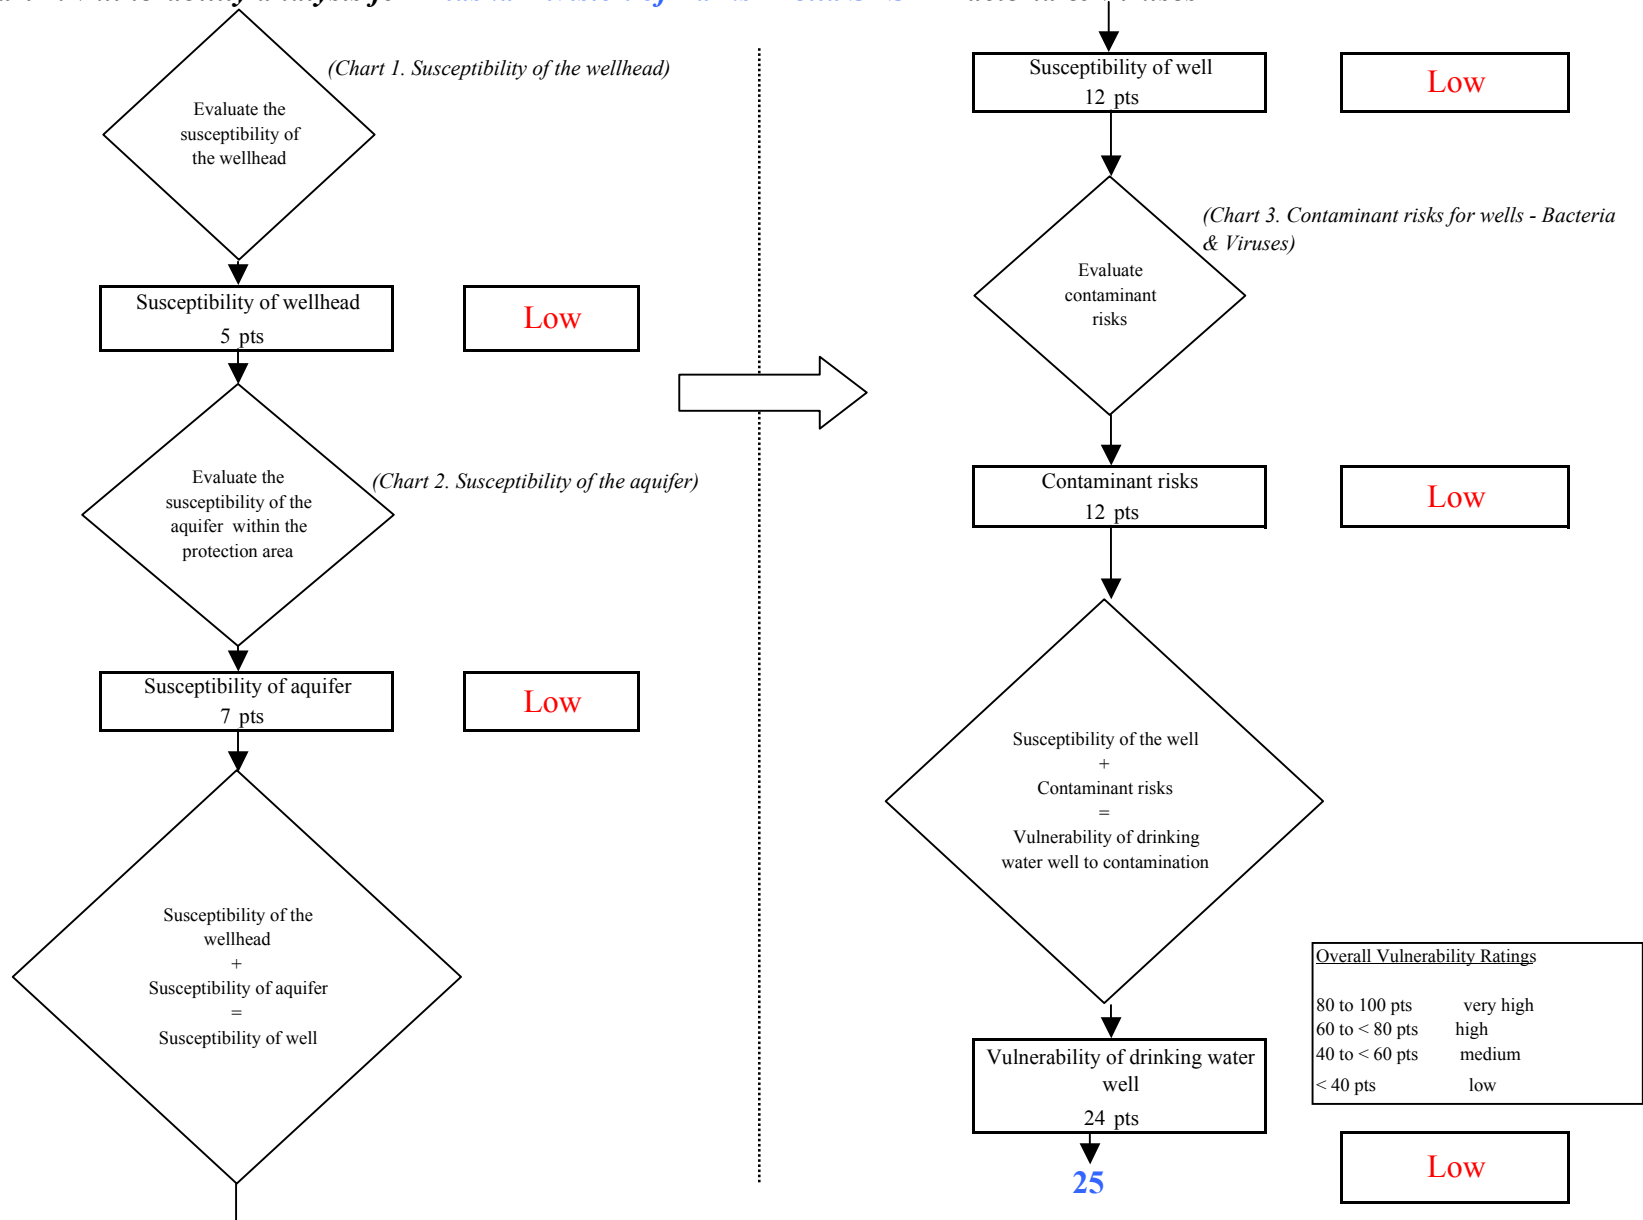 (Chart 1. Susceptibility of the wellhead)
Evaluate the
susceptibility of
the wellhead
Susceptibility of wellhead
5 pts
Low
Evaluate the
susceptibility of the
aquifer within the
protection area
(Chart 2. Susceptibility of the aquifer)
Susceptibility of aquifer
7 pts
Low
Susceptibility of the
wellhead
+
Susceptibility of aquifer
=
Susceptibility of well
Susceptibility of well
12 pts
Low
(Chart 3. Contaminant risks for wells - Bacteria
& Viruses)
Evaluate
contaminant
risks
Contaminant risks
12 pts
Low
Susceptibility of the well
+
Contaminant risks
=
Vulnerability of drinking
water well to contamination
Overall Vulnerability Ratings
80 to 100 pts very high
60 to < 80 pts high
40 to < 60 pts medium
< 40 pts low
Vulnerability of drinking water
well
24 pts
25
Low